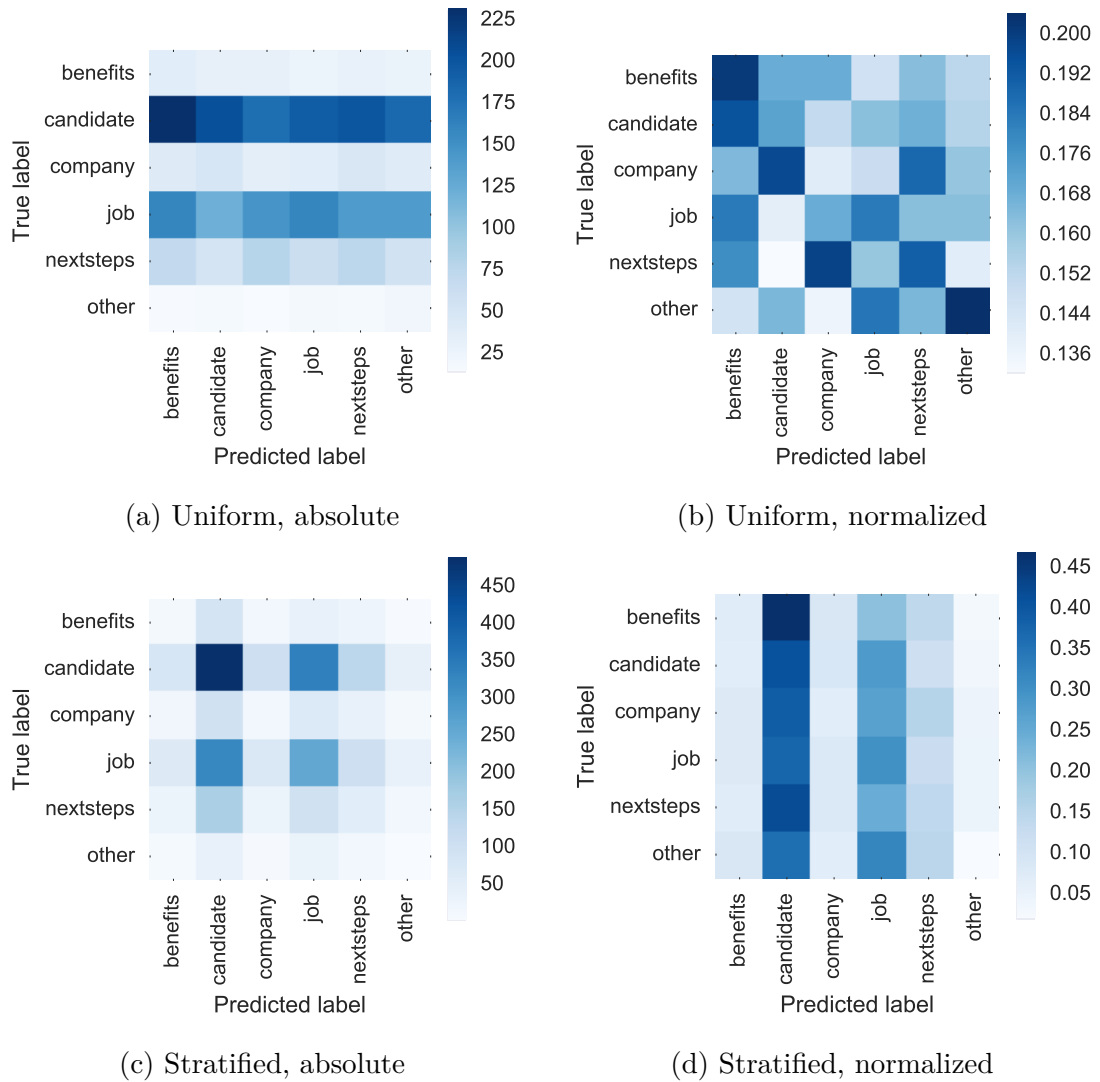 225
200
175
150
125
100
75
50
25
benefits
candidate
company
job
nextsteps
other
True label
benefits
candidate
company
job
nextsteps
other
Predicted label
(a) Uniform, absolute
0.200
0.192
0.184
0.176
0.168
0.160
0.152
0.144
0.136
benefits
candidate
company
job
nextsteps
other
True label
benefits
candidate
company
job
nextsteps
other
Predicted label
(b) Uniform, normalized
450
400
350
300
250
200
150
100
50
benefits
candidate
company
job
nextsteps
other
True label
benefits
candidate
company
job
nextsteps
other
Predicted label
(c) Stratified, absolute
0.45
0.40
0.35
0.30
0.25
0.20
0.15
0.10
0.05
benefits
candidate
company
job
nextsteps
other
True label
benefits
candidate
company
job
nextsteps
other
Predicted label
(d) Stratified, normalized